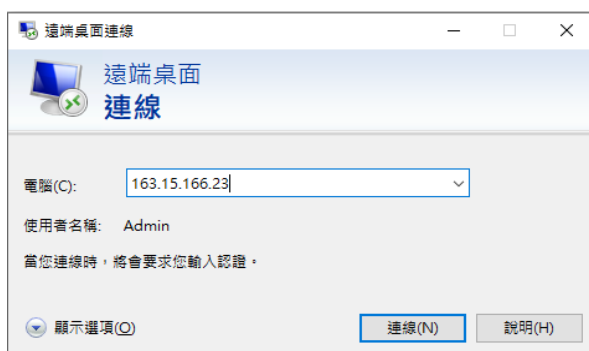 遠端桌面連線
遠端桌面
連線
電腦(C): 163.15.166.23
使用者名稱: Admin
當您連線時，將會要求您輸入認證。
顯示選項(O) 連線(N) 說明(H)